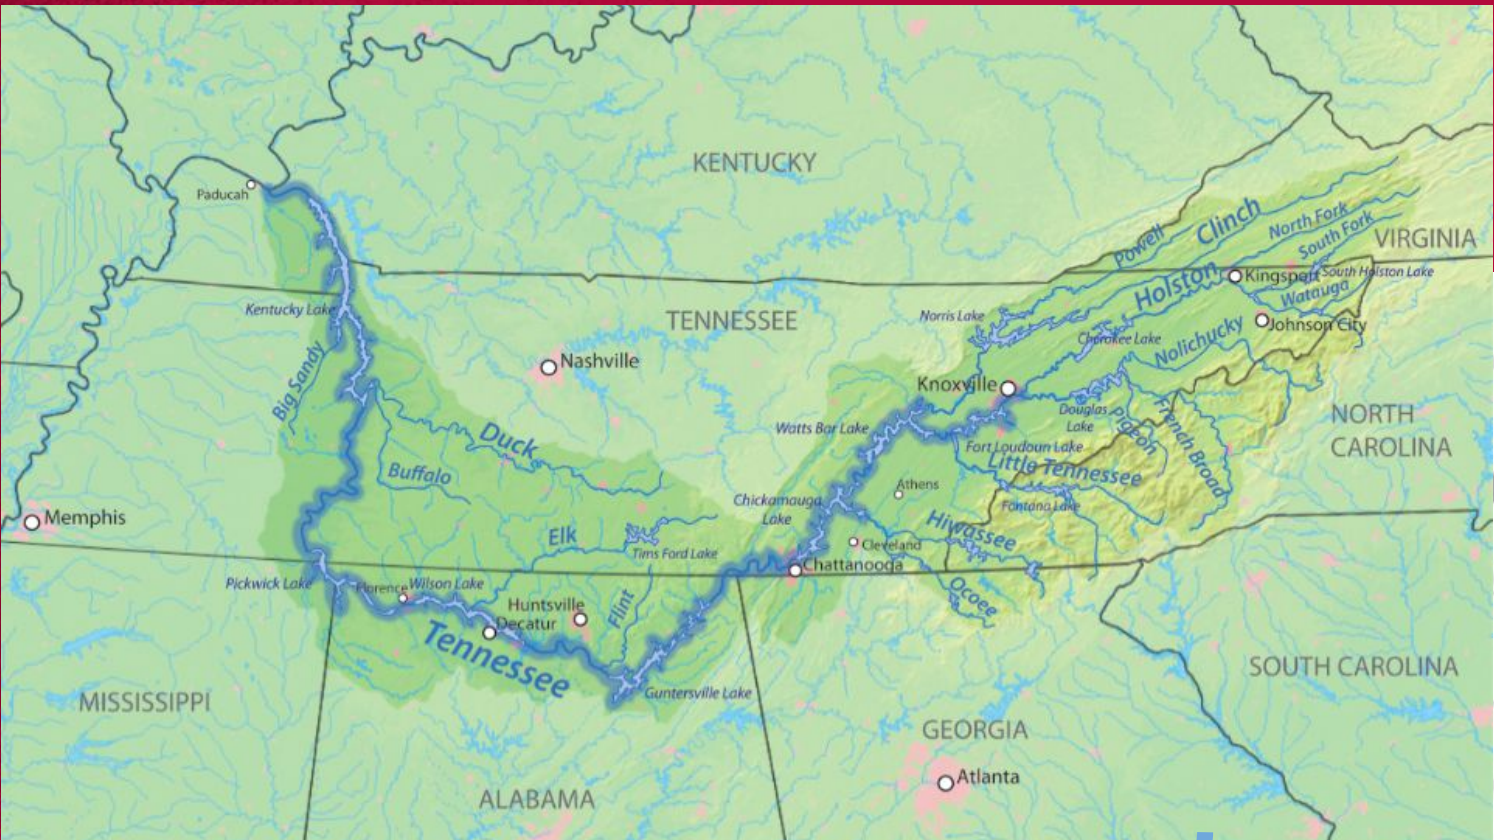 KENTUCKY
Paducah
Powell
Clinch
North Fork
South Fork
VIRGINIA
Holston
Kingsport
South Holston Lake
Watauga
Kentucky Lake
TENNESSEE
Norris Lake
Johnson City
Cherokee Lake
Nolichucky
Nashville
Big Sandy
Knoxville
Douglas
Lake
Pigeon
French Broad
NORTH
CAROLINA
Duck
Watts Bar Lake
Fort Loudoun Lake
Little Tennessee
Buffalo
Athens
Chickamauga
Lake
Fontana Lake
Memphis
Hiwassee
Elk
Tims Ford Lake
Cleveland
Chattanooga
Pickwick Lake
Florence
Wilson Lake
Ocoee
Huntsville
Flint
Decatur
Tennessee
Guntersville Lake
SOUTH CAROLINA
MISSISSIPPI
GEORGIA
Atlanta
ALABAMA